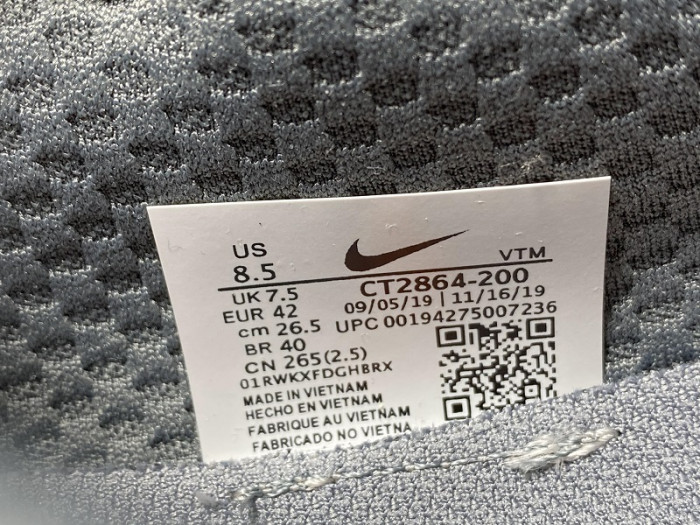 US
8.5
VTM
UK 7.5
CT2864-200
EUR 42
09/05/19 | 11/16/19
cm 26.5
UPC 00194275007236
BR 40
CN 265(2.5)
01RWKXFDGHBRX
MADE IN VIETNAM
HECHO EN VIETNAM
FABRIQUE AU VIETNAM
FABRICADO NO VIETNA